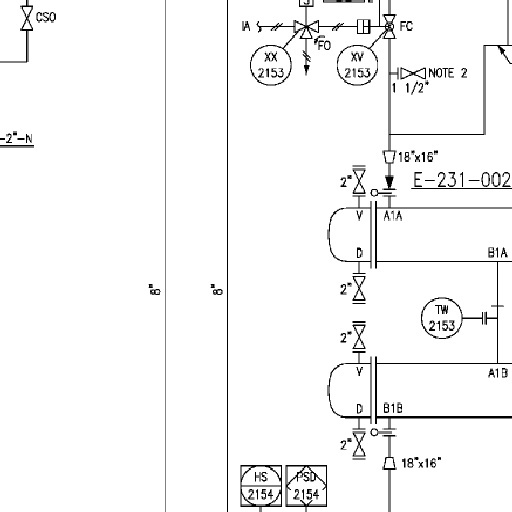 CSO
IA
FO
FC
XX
2153
XV
2153
NOTE 2
1 1/2"
-2"-N
18"x16"
E-231-002
2"
V
A1A
D
B1A
8"
8"
2"
TW
2153
2"
V
A1B
D
B1B
2"
18"x16"
HS
2154
PSD
2154